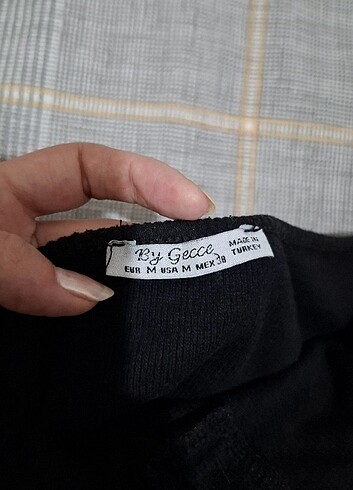 By Gecce
EUR M USA M MEX 38
MADE IN
TURKEY